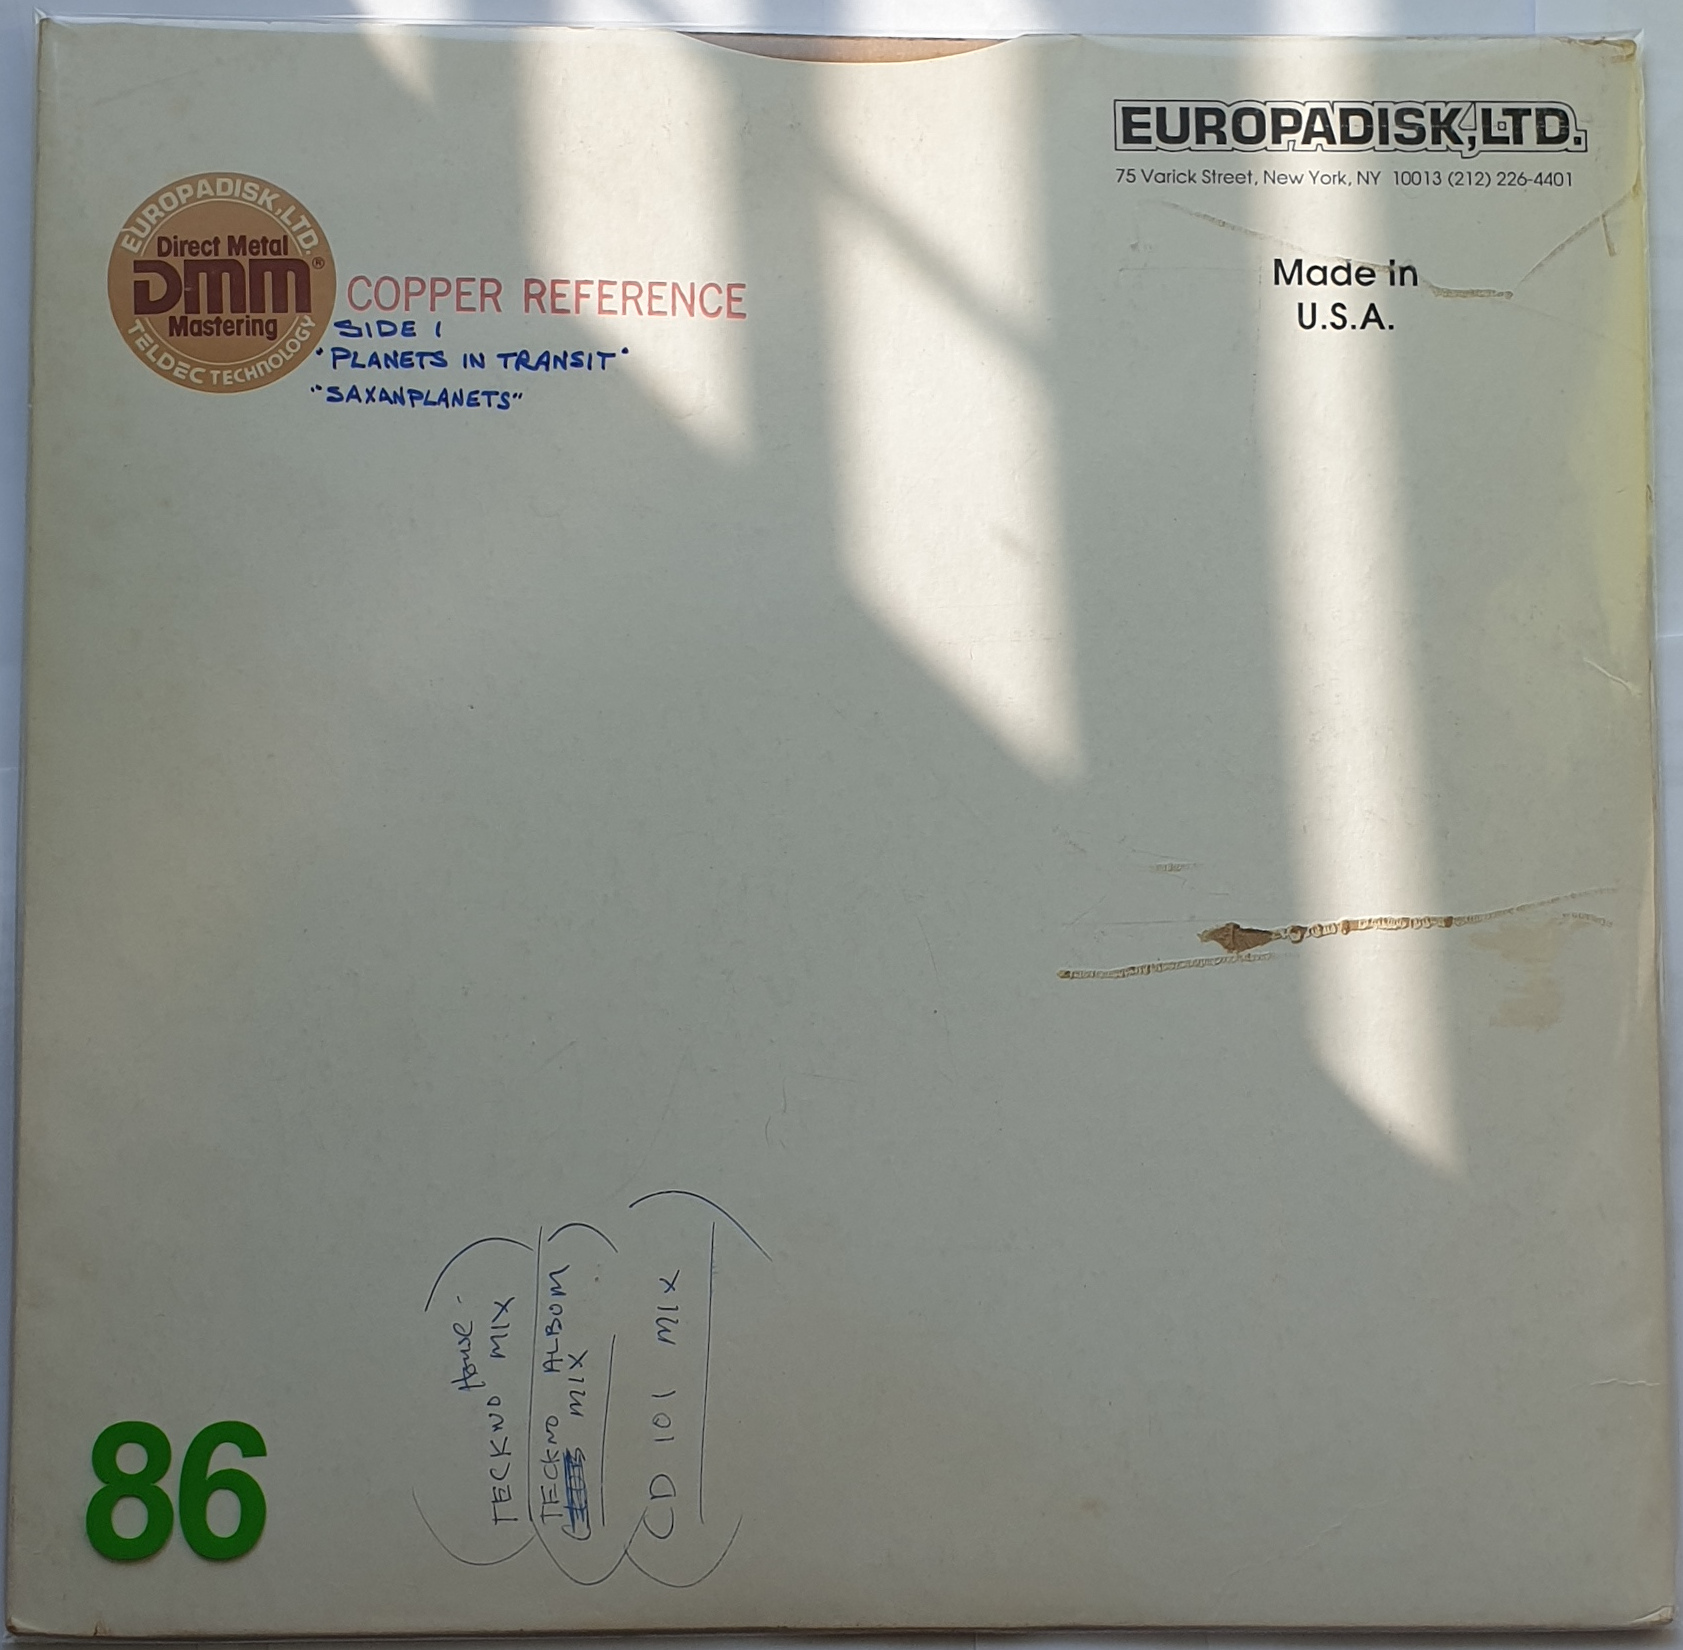 EUROPADISK,LTD.
75 Varick Street, New York, NY 10013 (212) 226-4401
Made in
U.S.A.
EUROPADISK,LTD.
Direct Metal
DMM®
Mastering
TELDEC TECHNOLOGY
COPPER REFERENCE
SIDE 1
"PLANETS IN TRANSIT"
"SAXANPLANETS"
House
TECKNO MIX
TECKNO ALBOM
MIX
CD 101 MIX
86